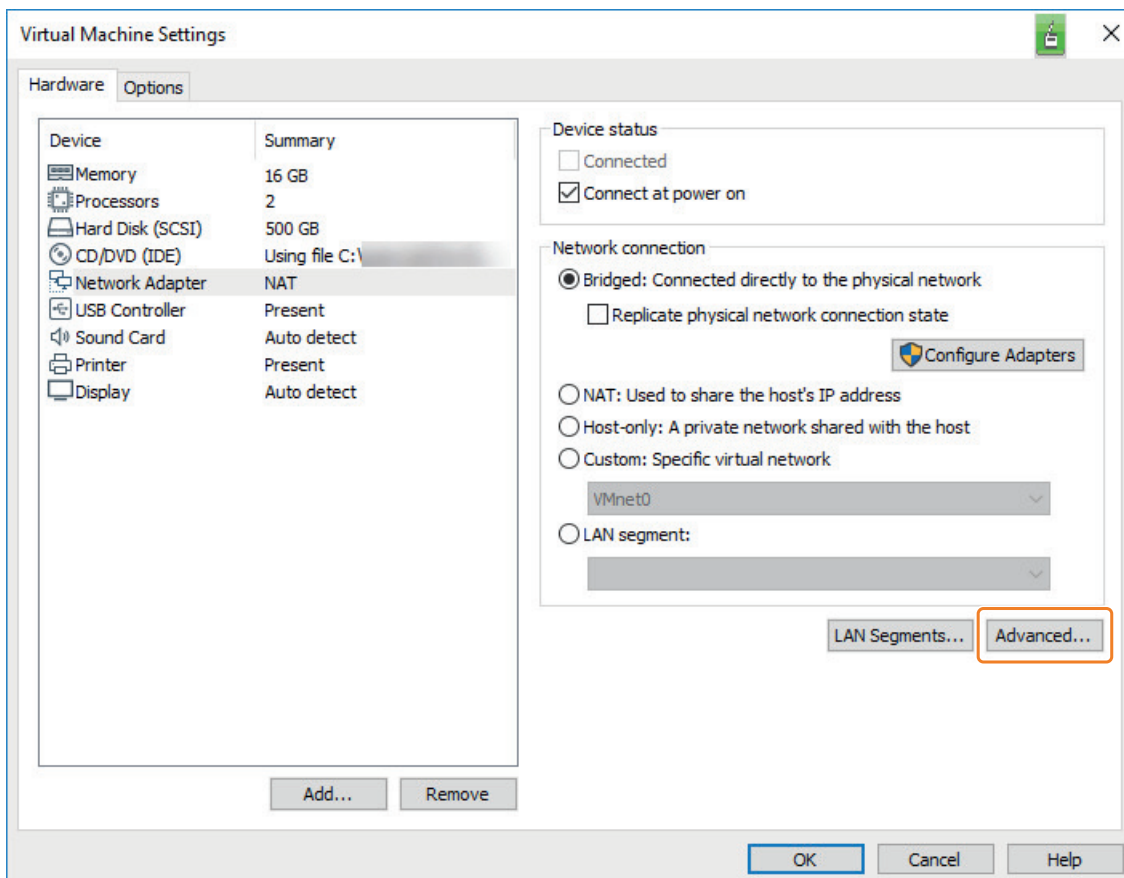 Virtual Machine Settings
Hardware Options
Device Summary
Memory 16 GB
Processors 2
Hard Disk (SCSI) 500 GB
CD/DVD (IDE) Using file C:\
Network Adapter NAT
USB Controller Present
Sound Card Auto detect
Printer Present
Display Auto detect
Add... Remove
Device status
Connected
Connect at power on
Network connection
Bridged: Connected directly to the physical network
Replicate physical network connection state
Configure Adapters
NAT: Used to share the host's IP address
Host-only: A private network shared with the host
Custom: Specific virtual network
VMnet0
LAN segment:
LAN Segments... Advanced...
OK Cancel Help